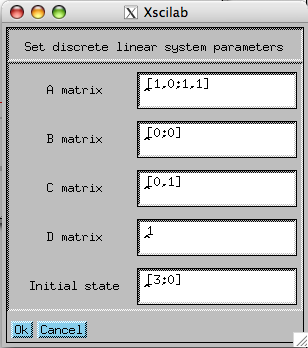 Xscilab
Set discrete linear system parameters
A matrix [1,0;1,1]
B matrix [0;0]
C matrix [0,1]
D matrix 1
Initial state [3;0]
Ok Cancel